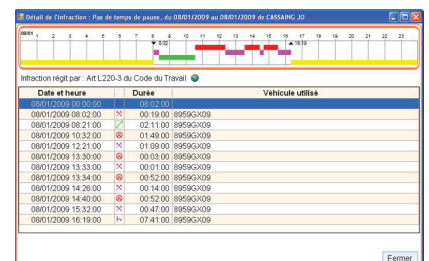 Détail de l'infraction : Pas de temps de pause , du 08/01/2009 au 08/01/2009 de CASSAING JO
08/01 1 2 3 4 5 6 7 8 9 10 11 12 13 14 15 16 17 18 19 20 21 22 23
8:02 16:19
Infraction régit par : Art L220-3 du Code du Travail
Date et heure Durée Véhicule utilisé
08/01/2009 00:00:00 08:02:00
08/01/2009 08:02:00 00:19:00 8959GX09
08/01/2009 08:21:00 02:11:00 8959GX09
08/01/2009 10:32:00 01:49:00 8959GX09
08/01/2009 12:21:00 01:09:00 8959GX09
08/01/2009 13:30:00 00:03:00 8959GX09
08/01/2009 13:33:00 00:01:00 8959GX09
08/01/2009 13:34:00 00:52:00 8959GX09
08/01/2009 14:26:00 00:14:00 8959GX09
08/01/2009 14:40:00 00:52:00 8959GX09
08/01/2009 15:32:00 00:47:00 8959GX09
08/01/2009 16:19:00 07:41:00 8959GX09
Fermer